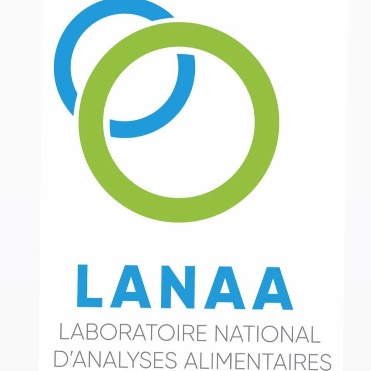 LANAA
LABORATOIRE NATIONAL
D'ANALYSES ALIMENTAIRES